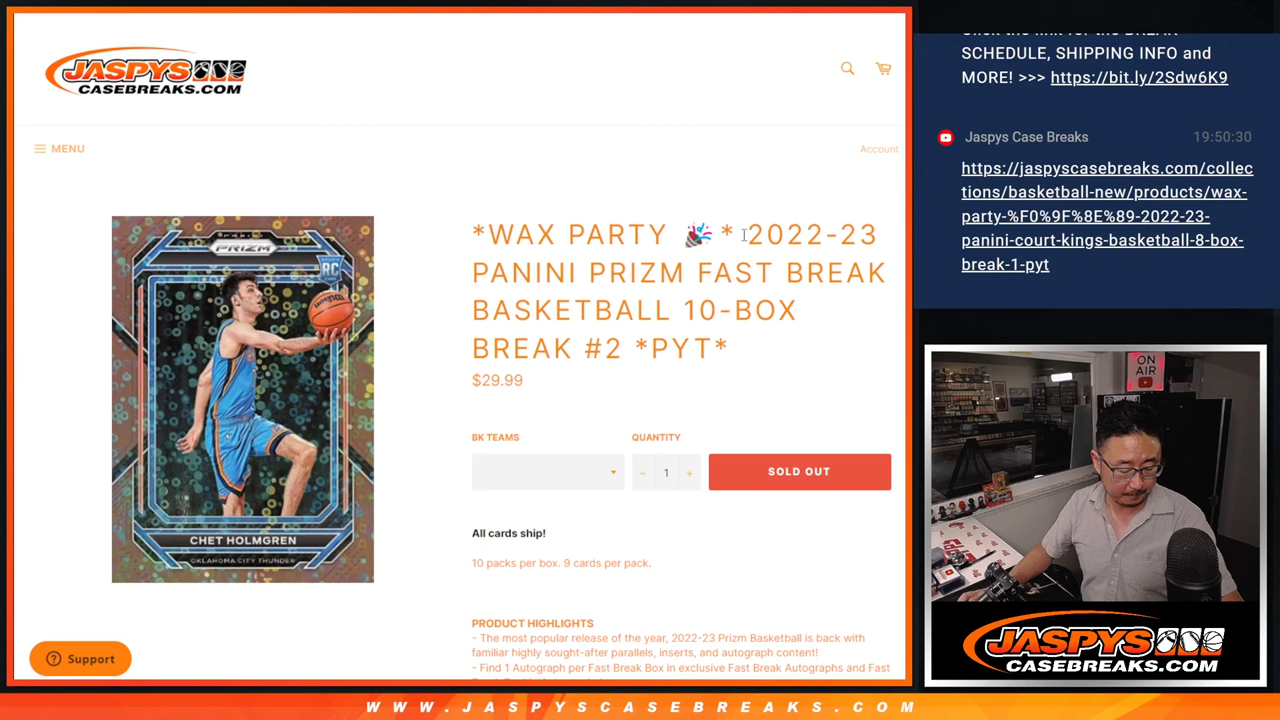 JASPYS
CASEBREAKS.COM
MENU
Account
*WAX PARTY 🎉 * 2022-23
PANINI PRIZM FAST BREAK
BASKETBALL 10-BOX
BREAK #2 *PYT*
$29.99
BK TEAMS
QUANTITY
− 1 +
SOLD OUT
All cards ship!
10 packs per box. 9 cards per pack.
PRODUCT HIGHLIGHTS
- The most popular release of the year, 2022-23 Prizm Basketball is back with
familiar highly sought-after parallels, inserts, and autograph content!
- Find 1 Autograph per Fast Break Box in exclusive Fast Break Autographs and Fast
PANINI
PRIZM
RC
CHET HOLMGREN
OKLAHOMA CITY THUNDER
Support
SCHEDULE, SHIPPING INFO and
MORE! >>> https://bit.ly/2Sdw6K9
Jaspys Case Breaks 19:50:30
https://jaspyscasebreaks.com/collec
tions/basketball-new/products/wax-
party-%F0%9F%8E%89-2022-23-
panini-court-kings-basketball-8-box-
break-1-pyt
ON
AIR
JASPYS
CASEBREAKS.COM
WWW.JASPYSCASEBREAKS.COM